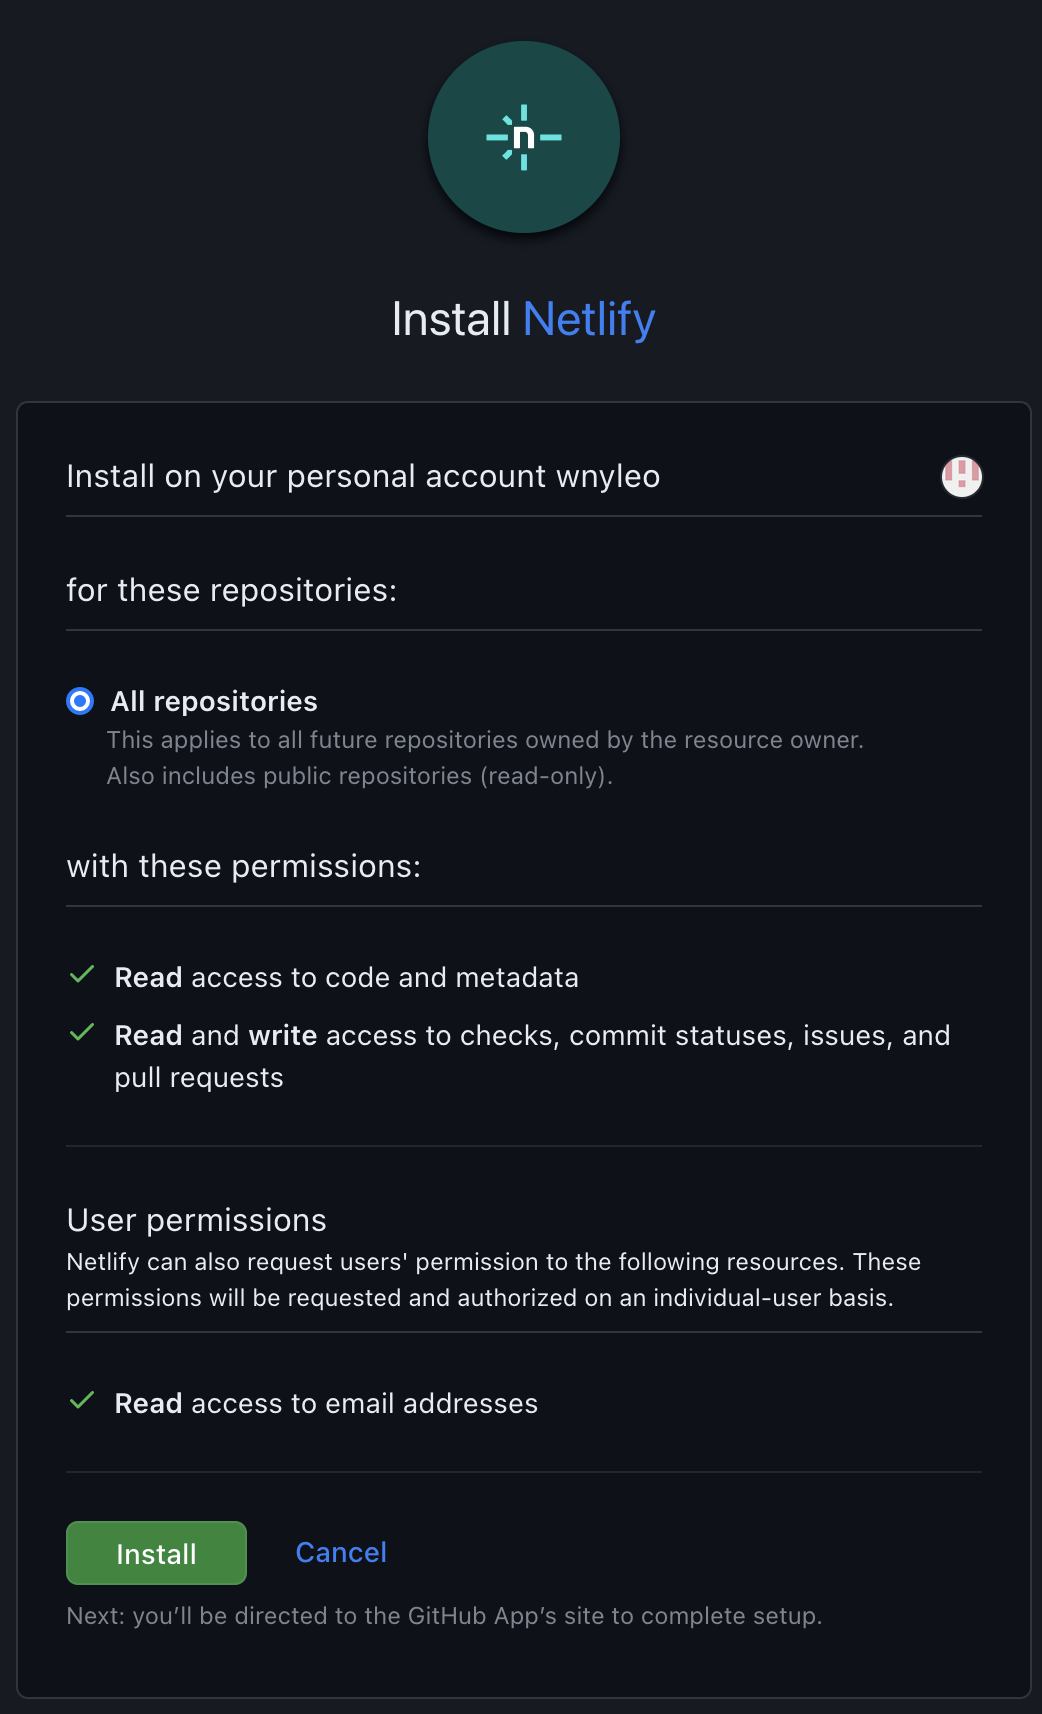 n
Install Netlify
Install on your personal account wnyleo
for these repositories:
All repositories
This applies to all future repositories owned by the resource owner.
Also includes public repositories (read-only).
with these permissions:
Read access to code and metadata
Read and write access to checks, commit statuses, issues, and
pull requests
User permissions
Netlify can also request users' permission to the following resources. These
permissions will be requested and authorized on an individual-user basis.
Read access to email addresses
Install Cancel
Next: you’ll be directed to the GitHub App’s site to complete setup.